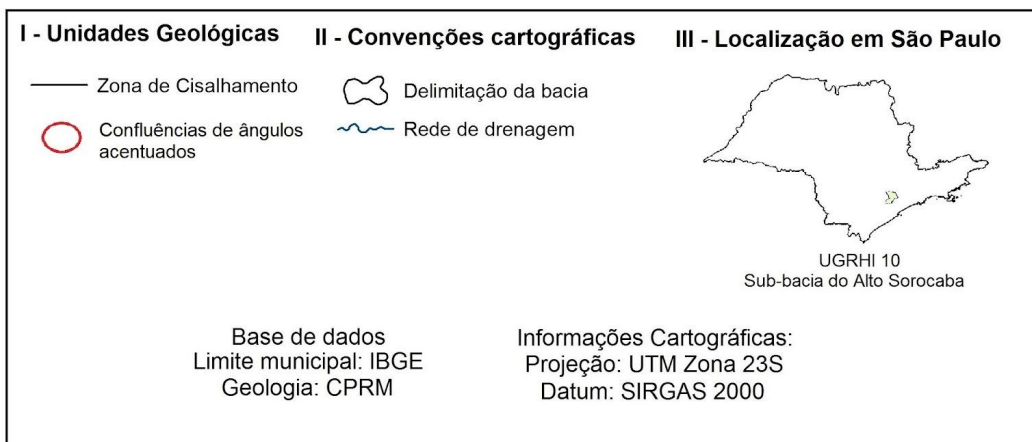 I - Unidades Geológicas
Zona de Cisalhamento
Confluências de ângulos
acentuados
II - Convenções cartográficas
Delimitação da bacia
Rede de drenagem
III - Localização em São Paulo
UGRHI 10
Sub-bacia do Alto Sorocaba
Base de dados
Limite municipal: IBGE
Geologia: CPRM
Informações Cartográficas:
Projeção: UTM Zona 23S
Datum: SIRGAS 2000